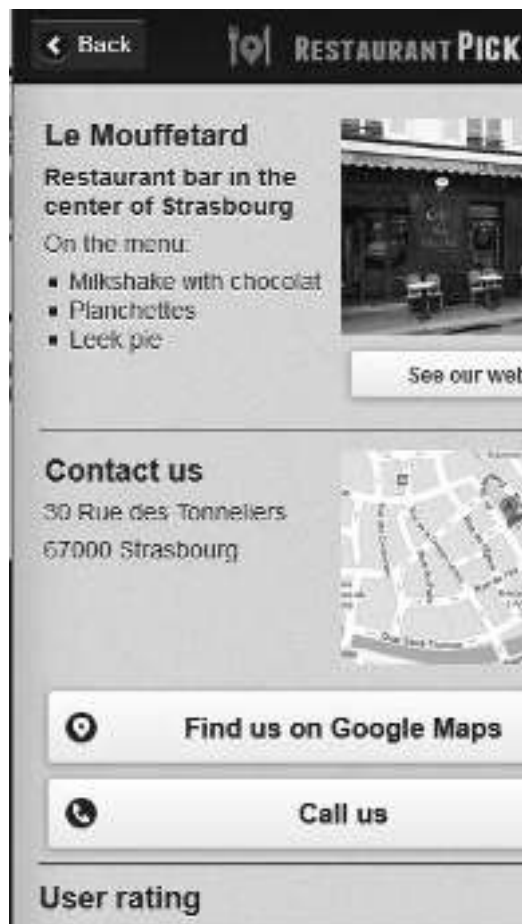 Back
RESTAURANT PICK
Le Mouffetard
Restaurant bar in the
center of Strasbourg
On the menu:
Milkshake with chocolat
Planchettes
Leek pie
See our web
Contact us
30 Rue des Tonneliers
67000 Strasbourg
Find us on Google Maps
Call us
User rating